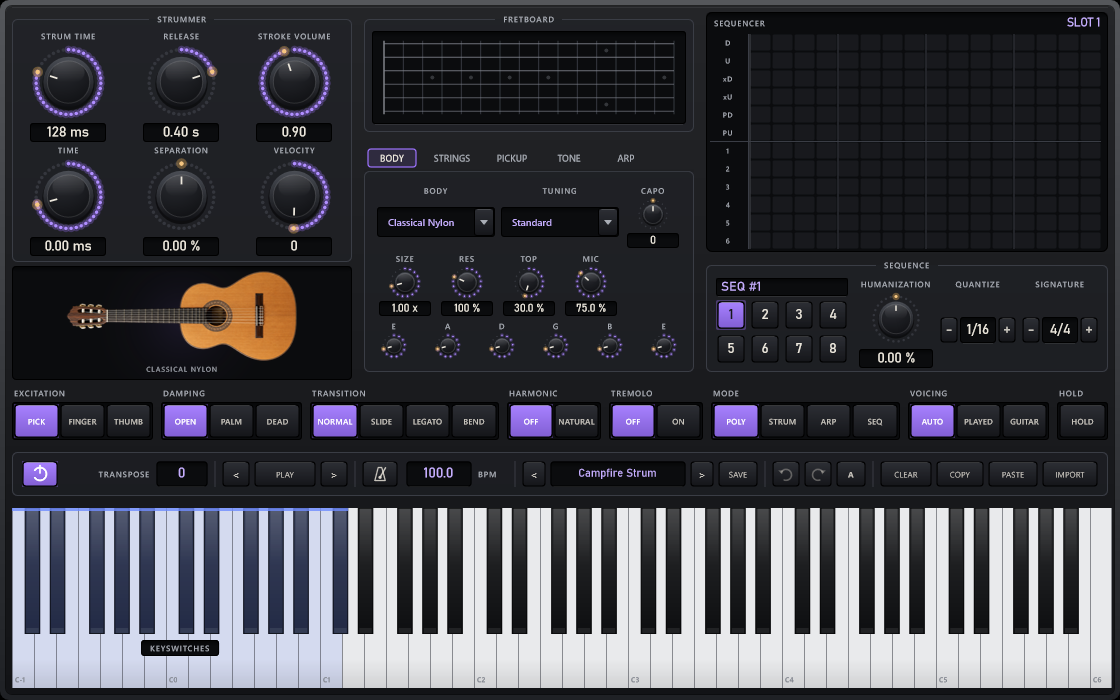 STRUMMER
STRUM TIME RELEASE STROKE VOLUME
128 ms 0.40 s 0.90
TIME SEPARATION VELOCITY
0.00 ms 0.00 % 0
CLASSICAL NYLON
FRETBOARD
BODY STRINGS PICKUP TONE ARP
BODY TUNING CAPO
Classical Nylon Standard
0
SIZE RES TOP MIC
1.00 x 100 % 30.0 % 75.0 %
E A D G B E
SEQUENCER SLOT 1
D
U
xD
xU
PD
PU
1
2
3
4
5
6
SEQUENCE
SEQ #1 HUMANIZATION QUANTIZE SIGNATURE
1 2 3 4
- 1/16 + - 4/4 +
5 6 7 8
0.00 %
EXCITATION DAMPING TRANSITION HARMONIC TREMOLO MODE VOICING HOLD
PICK FINGER THUMB OPEN PALM DEAD NORMAL SLIDE LEGATO BEND OFF NATURAL OFF ON POLY STRUM ARP SEQ AUTO PLAYED GUITAR HOLD
TRANSPOSE 0 < PLAY > 100.0 BPM < Campfire Strum > SAVE A CLEAR COPY PASTE IMPORT
KEYSWITCHES
C-1 C0 C1 C2 C3 C4 C5 C6